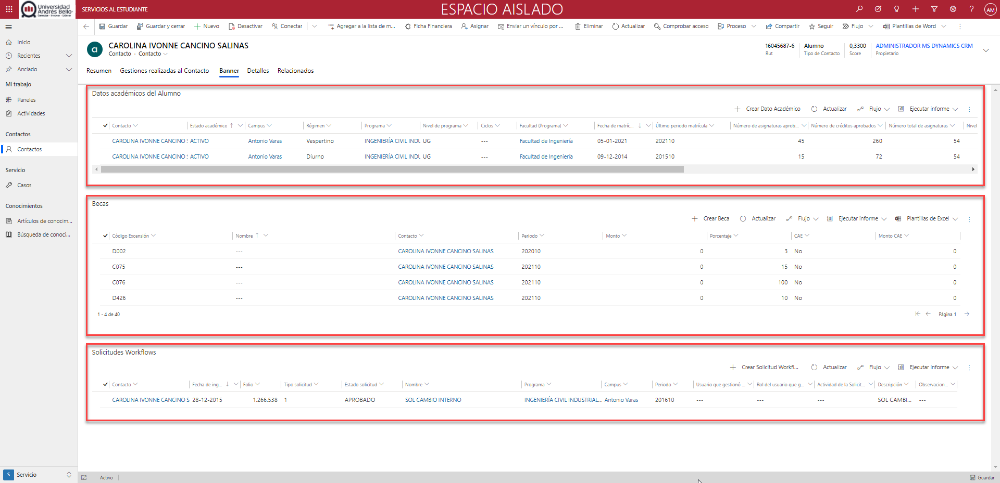 Universidad
Andrés Bello
Conectar - Innovar - Liderar
SERVICIOS AL ESTUDIANTE
ESPACIO AISLADO
AM
Guardar
Guardar y cerrar
Nuevo
Desactivar
Conectar
Agregar a la lista de m...
Ficha Financiera
Asignar
Enviar un vínculo por ...
Eliminar
Actualizar
Comprobar acceso
Proceso
Compartir
Seguir
Flujo
Plantillas de Word
Inicio
Recientes
Anclado
Mi trabajo
Paneles
Actividades
Contactos
Contactos
Servicio
Casos
Conocimientos
Artículos de conocim...
Búsqueda de conoci...
S Servicio
a
CAROLINA IVONNE CANCINO SALINAS
Contacto · Contacto
16045687-6
Rut
Alumno
Tipo de Contacto
0,3300
Score
ADMINISTRADOR MS DYNAMICS CRM
Propietario
Resumen Gestiones realizadas al Contacto Banner Detalles Relacionados
Datos académicos del Alumno
Crear Dato Académico Actualizar Flujo Ejecutar informe
Contacto Estado académico ↑ Campus Régimen Programa Nivel de programa Ciclos Facultad (Programa) Fecha de matríc... ↓ Último periodo matrícula Número de asignaturas aprob... Número de créditos aprobados Número total de asignaturas Nivel
CAROLINA IVONNE CANCINO S ACTIVO Antonio Varas Vespertino INGENIERÍA CIVIL INDU UG --- Facultad de Ingeniería 05-01-2021 202110 45 260 54
CAROLINA IVONNE CANCINO S ACTIVO Antonio Varas Diurno INGENIERÍA CIVIL INDU UG --- Facultad de Ingeniería 09-12-2014 201510 15 72 54
Becas
Crear Beca Actualizar Flujo Ejecutar informe Plantillas de Excel
Código Excensión Nombre ↑ Contacto Periodo Monto Porcentaje CAE Monto CAE
D002 --- CAROLINA IVONNE CANCINO SALINAS 202010 0 3 No 0
C075 --- CAROLINA IVONNE CANCINO SALINAS 202110 0 15 No 0
C076 --- CAROLINA IVONNE CANCINO SALINAS 202110 0 100 No 0
D426 --- CAROLINA IVONNE CANCINO SALINAS 202110 0 10 No 0
1 - 4 de 40
Página 1
Solicitudes Workflows
Crear Solicitud Workfl... Actualizar Flujo Ejecutar informe
Contacto Fecha de ing... ↓ Folio Tipo solicitud Estado solicitud Nombre Programa Campus Periodo Usuario que gestionó ... Rol del usuario que g... Actividad de la Solicit... Descripción Observacion...
CAROLINA IVONNE CANCINO S 28-12-2015 1.266.538 1 APROBADO SOL CAMBIO INTERNO INGENIERÍA CIVIL INDUSTRIAL... Antonio Varas 201610 --- --- --- SOL CAMBI... ---
Activo
Guardar